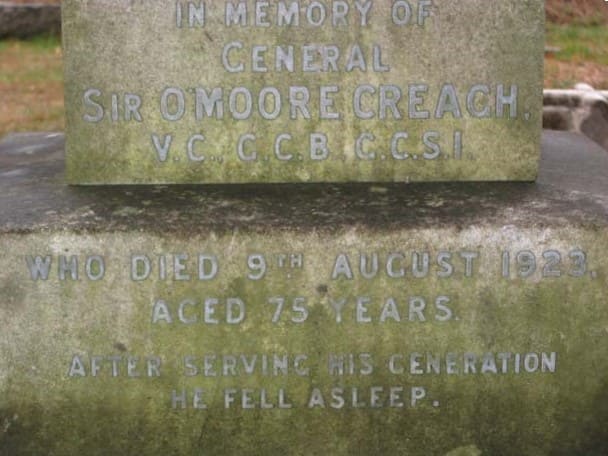 IN MEMORY OF
GENERAL
SIR O'MOORE CREAGH,
V.C., G.C.B., G.C.S.I.
WHO DIED 9TH AUGUST 1923,
AGED 75 YEARS.
AFTER SERVING HIS GENERATION
HE FELL ASLEEP.